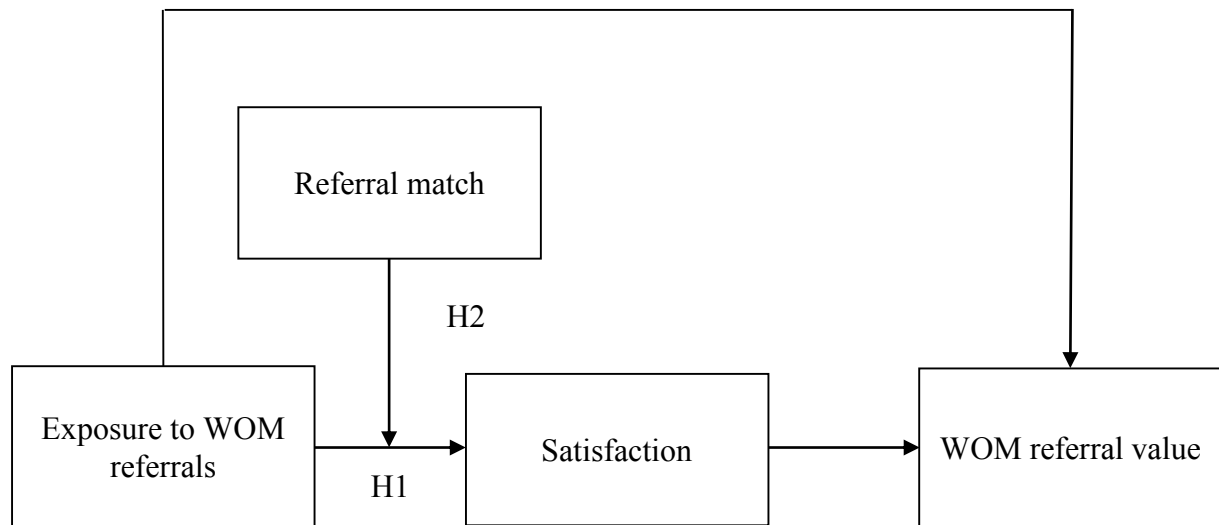 Referral match
H2
Exposure to WOM
referrals
H1
Satisfaction
WOM referral value